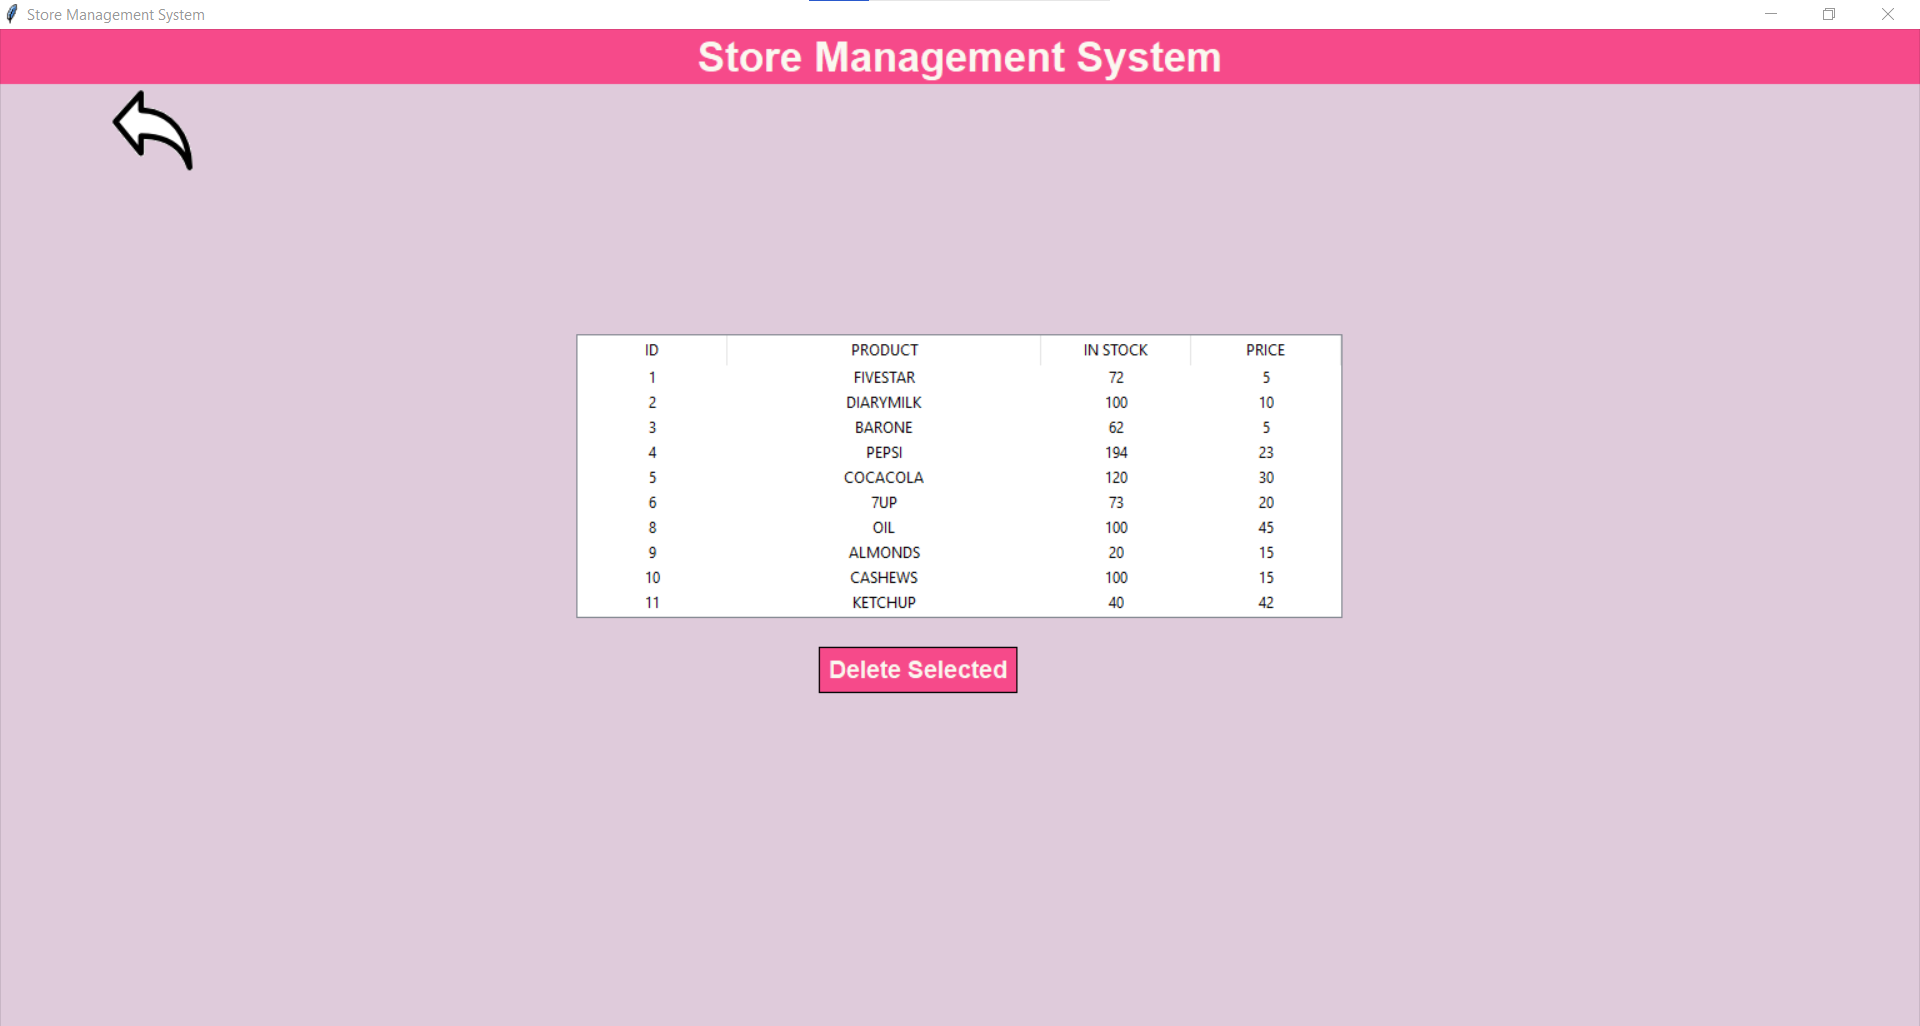 Store Management System
Store Management System
ID PRODUCT IN STOCK PRICE
1 FIVESTAR 72 5
2 DIARYMILK 100 10
3 BARONE 62 5
4 PEPSI 194 23
5 COCACOLA 120 30
6 7UP 73 20
8 OIL 100 45
9 ALMONDS 20 15
10 CASHEWS 100 15
11 KETCHUP 40 42
Delete Selected